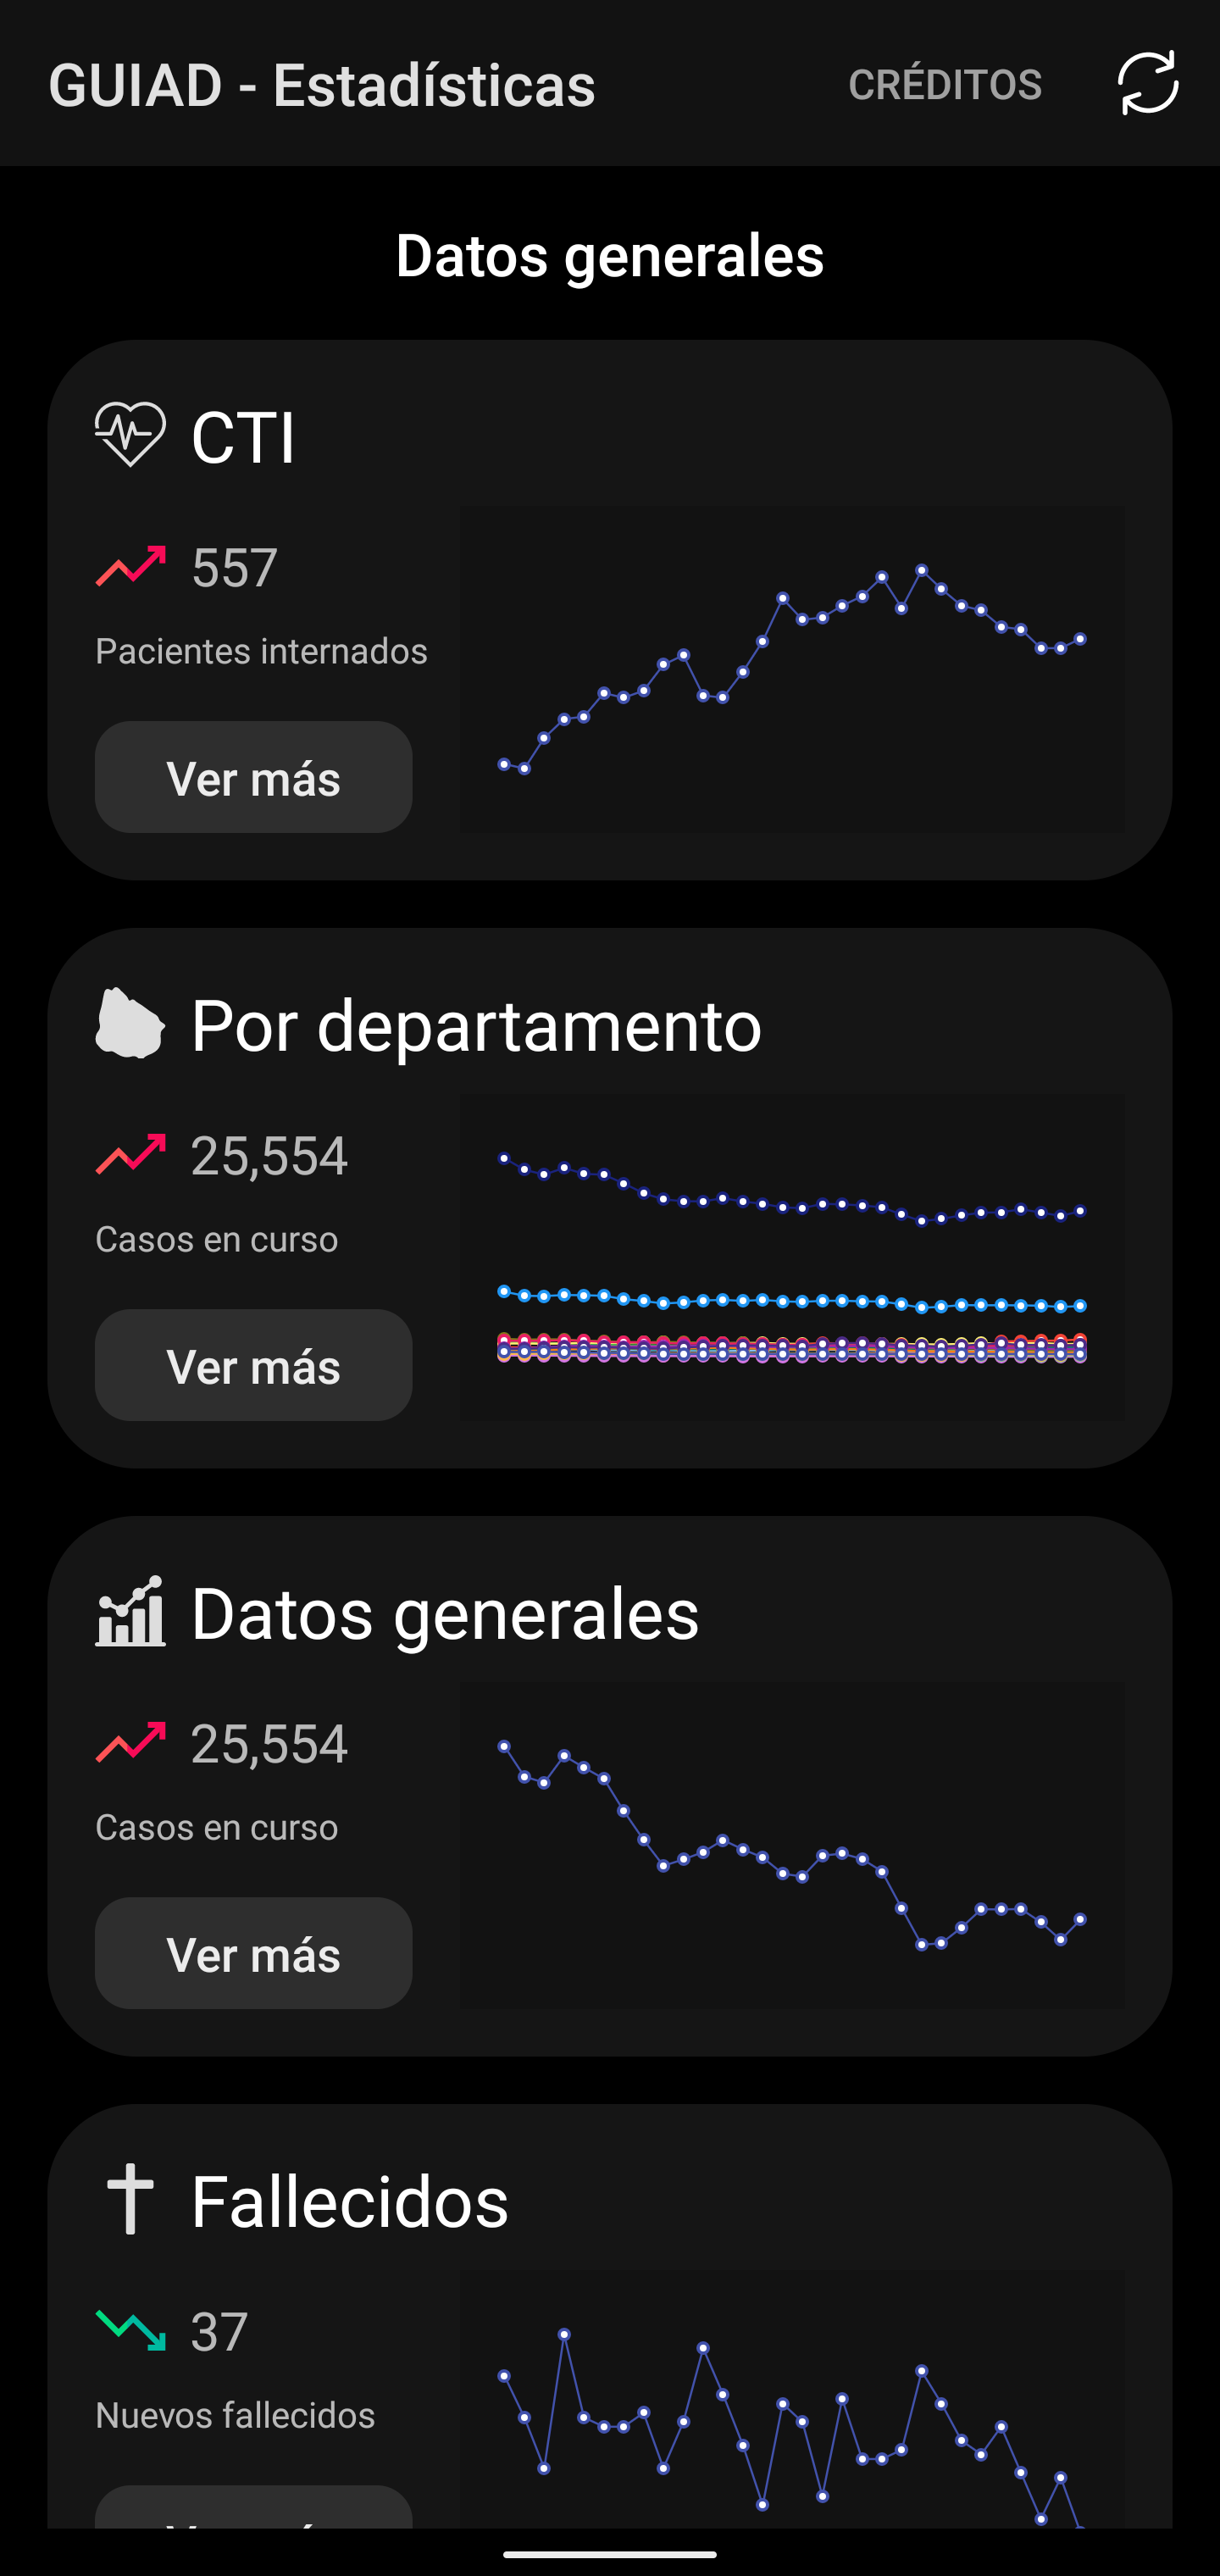 GUIAD - Estadísticas
CRÉDITOS
Datos generales
CTI
557
Pacientes internados
Ver más
Por departamento
25,554
Casos en curso
Ver más
Datos generales
25,554
Casos en curso
Ver más
Fallecidos
37
Nuevos fallecidos